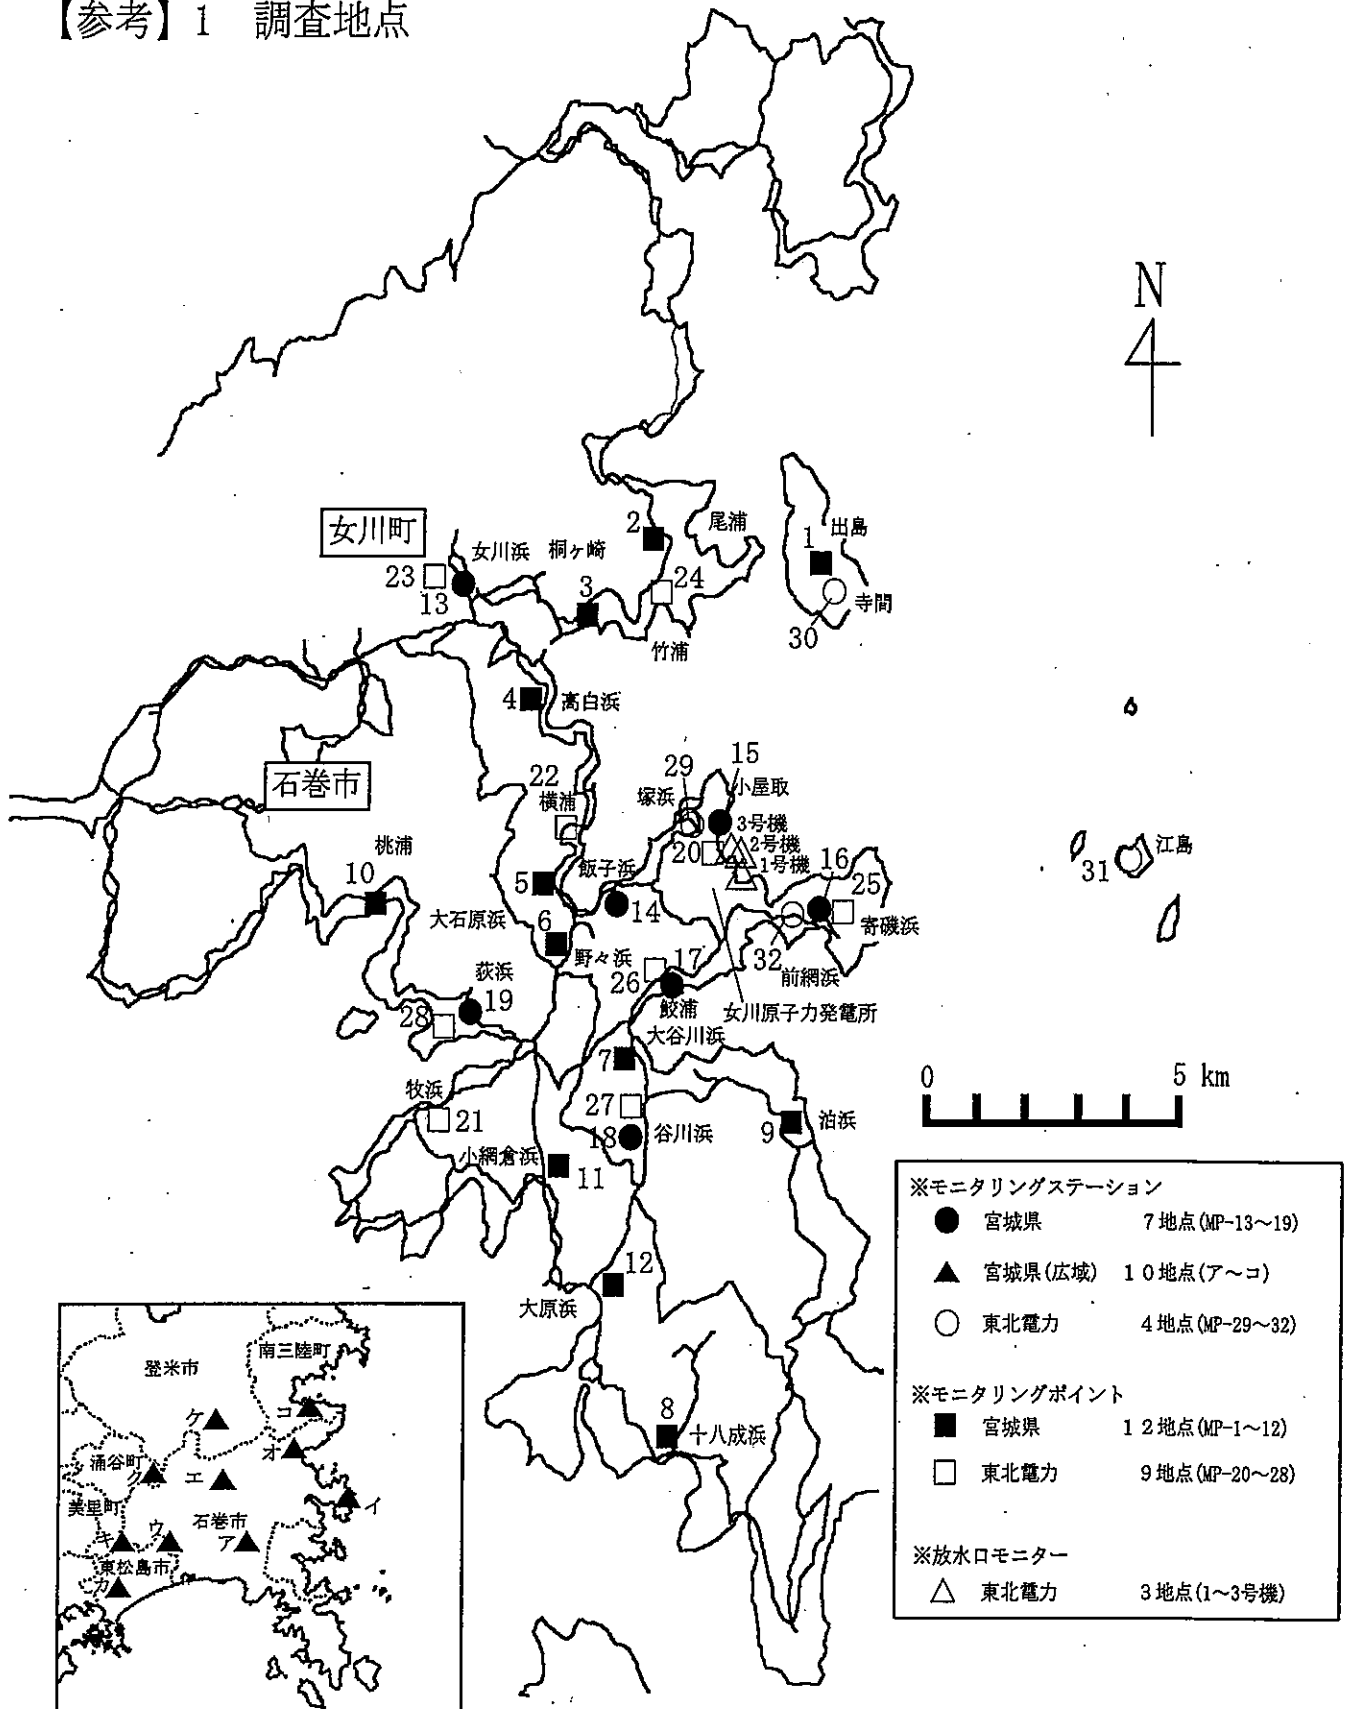 【参考】1　調査地点
N
女川町
23
13
女川浜
桐ヶ崎
2
尾浦
1
出島
3
24
竹浦
30
寺間
4
高白浜
石巻市
22
横浦
29
塚浜
15
小屋取
3号機
2号機
1号機
20
16
25
寄磯浜
31
江島
桃浦
10
5
飯子浜
14
大石原浜
6
野々浜
26
17
鮫浦
32
前網浜
女川原子力発電所
荻浜
19
28
大谷川浜
7
牧浜
21
27
18
谷川浜
9
泊浜
小網倉浜
11
12
大原浜
8
十八成浜
0
5 km
※モニタリングステーション
● 宮城県　7地点(MP-13～19)
▲ 宮城県(広域)　10地点(ア～コ)
○ 東北電力　4地点(MP-29～32)
※モニタリングポイント
■ 宮城県　12地点(MP-1～12)
□ 東北電力　9地点(MP-20～28)
※放水口モニター
△ 東北電力　3地点(1～3号機)
登米市
南三陸町
ケ
コ
オ
涌谷町
ク
エ
イ
美里町
石巻市
キ
ウ
ア
東松島市
カ